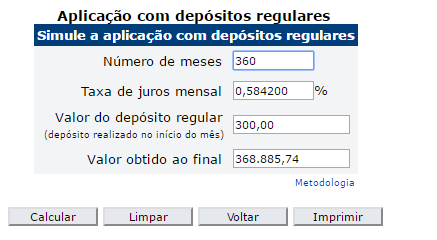 Aplicação com depósitos regulares
Simule a aplicação com depósitos regulares
Número de meses 360
Taxa de juros mensal 0,584200 %
Valor do depósito regular 300,00
(depósito realizado no início do mês)
Valor obtido ao final 368.885,74
Metodologia
Calcular Limpar Voltar Imprimir